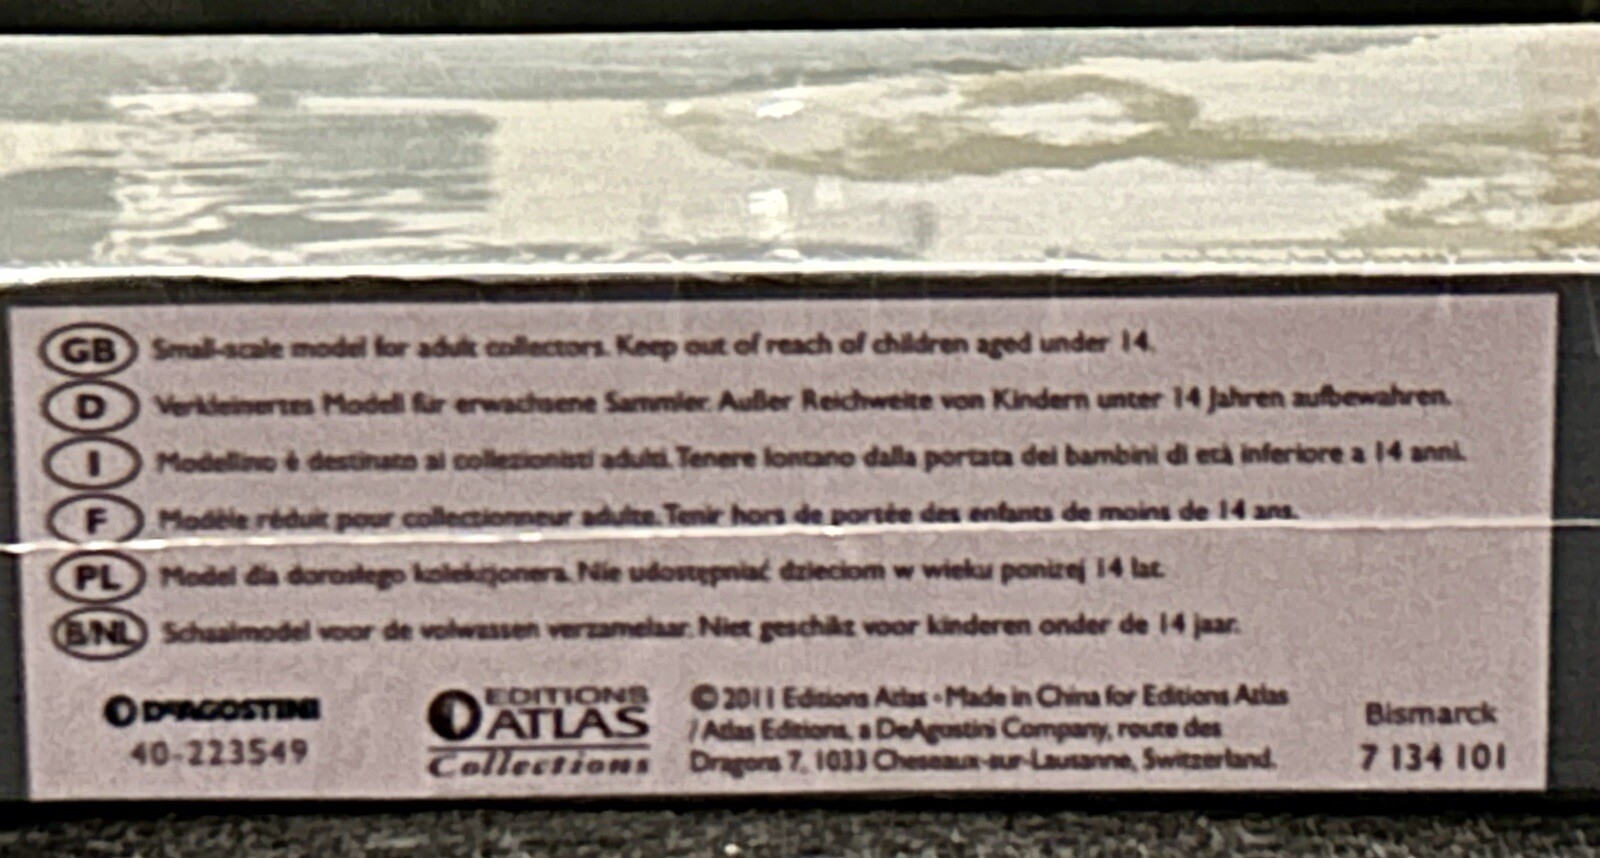 GB Small-scale model for adult collectors. Keep out of reach of children aged under 14.
D Verkleinertes Modell für erwachsene Sammler. Außer Reichweite von Kindern unter 14 Jahren aufbewahren.
I Modellino è destinato ai collezionisti adulti. Tenere lontano dalla portata dei bambini di età inferiore a 14 anni.
F Modèle réduit pour collectionneur adulte. Tenir hors de portée des enfants de moins de 14 ans.
PL Model dla dorosłego kolekcjonera. Nie udostępniać dzieciom w wieku poniżej 14 lat.
B/NL Schaalmodel voor de volwassen verzamelaar. Niet geschikt voor kinderen onder de 14 jaar.
DeAGOSTINI
40-223549
EDITIONS
ATLAS
Collections
© 2011 Editions Atlas - Made in China for Editions Atlas
/ Atlas Editions, a DeAgostini Company, route des
Dragons 7, 1033 Cheseaux-sur-Lausanne, Switzerland.
Bismarck
7 134 101